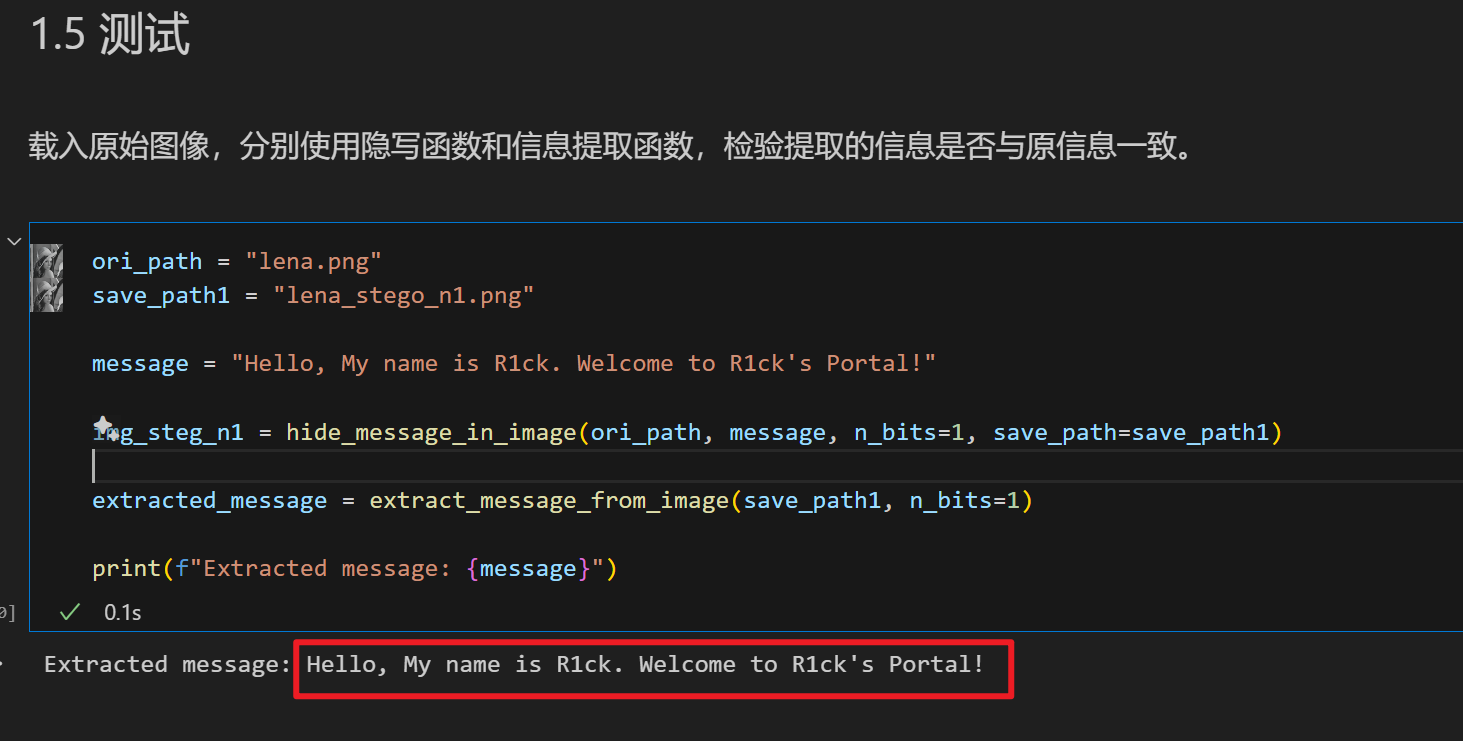 1.5 测试
载入原始图像，分别使用隐写函数和信息提取函数，检验提取的信息是否与原信息一致。
ori_path = "lena.png"
save_path1 = "lena_stego_n1.png"
message = "Hello, My name is R1ck. Welcome to R1ck's Portal!"
img_steg_n1 = hide_message_in_image(ori_path, message, n_bits=1, save_path=save_path1)
extracted_message = extract_message_from_image(save_path1, n_bits=1)
print(f"Extracted message: {message}")
0.1s
Extracted message: Hello, My name is R1ck. Welcome to R1ck's Portal!